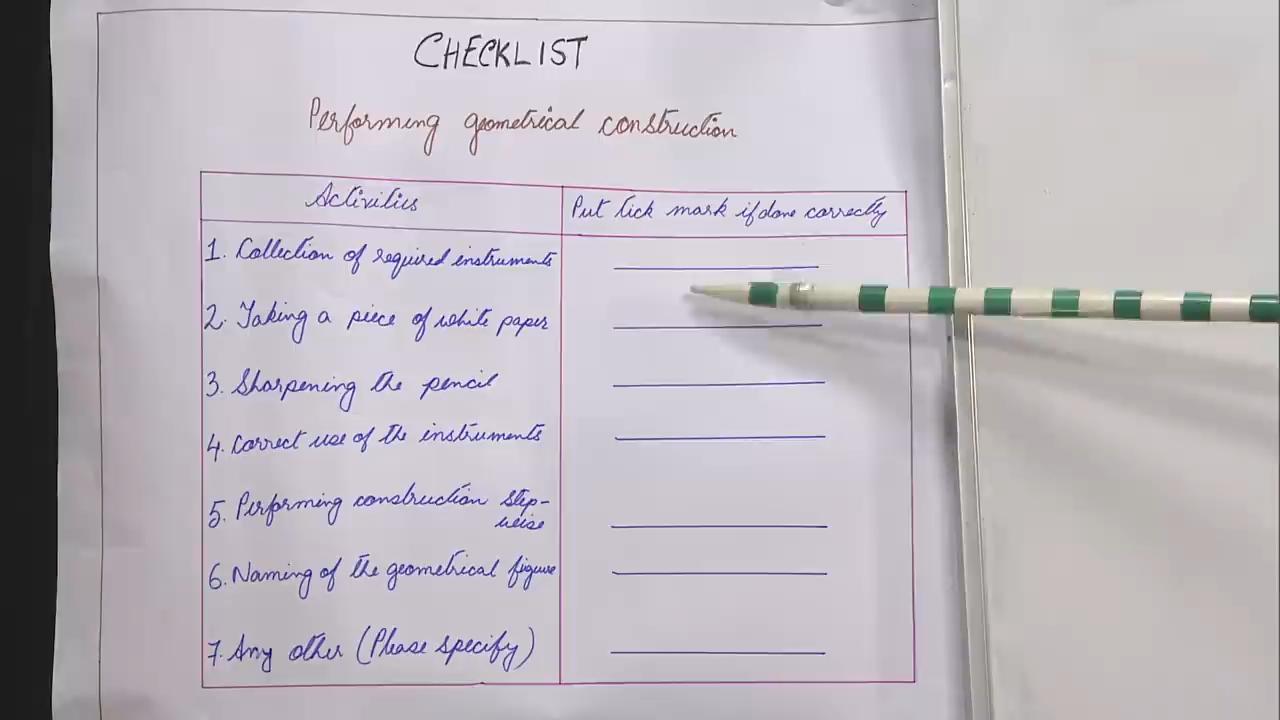 CHECKLIST
Performing geometrical construction
Activities
Put tick mark if done correctly
1. Collection of required instruments
2. Taking a piece of white paper
3. Sharpening the pencil
4. Correct use of the instruments
5. Performing construction step-
wise
6. Naming of the geometrical figure
7. Any other (Please specify)